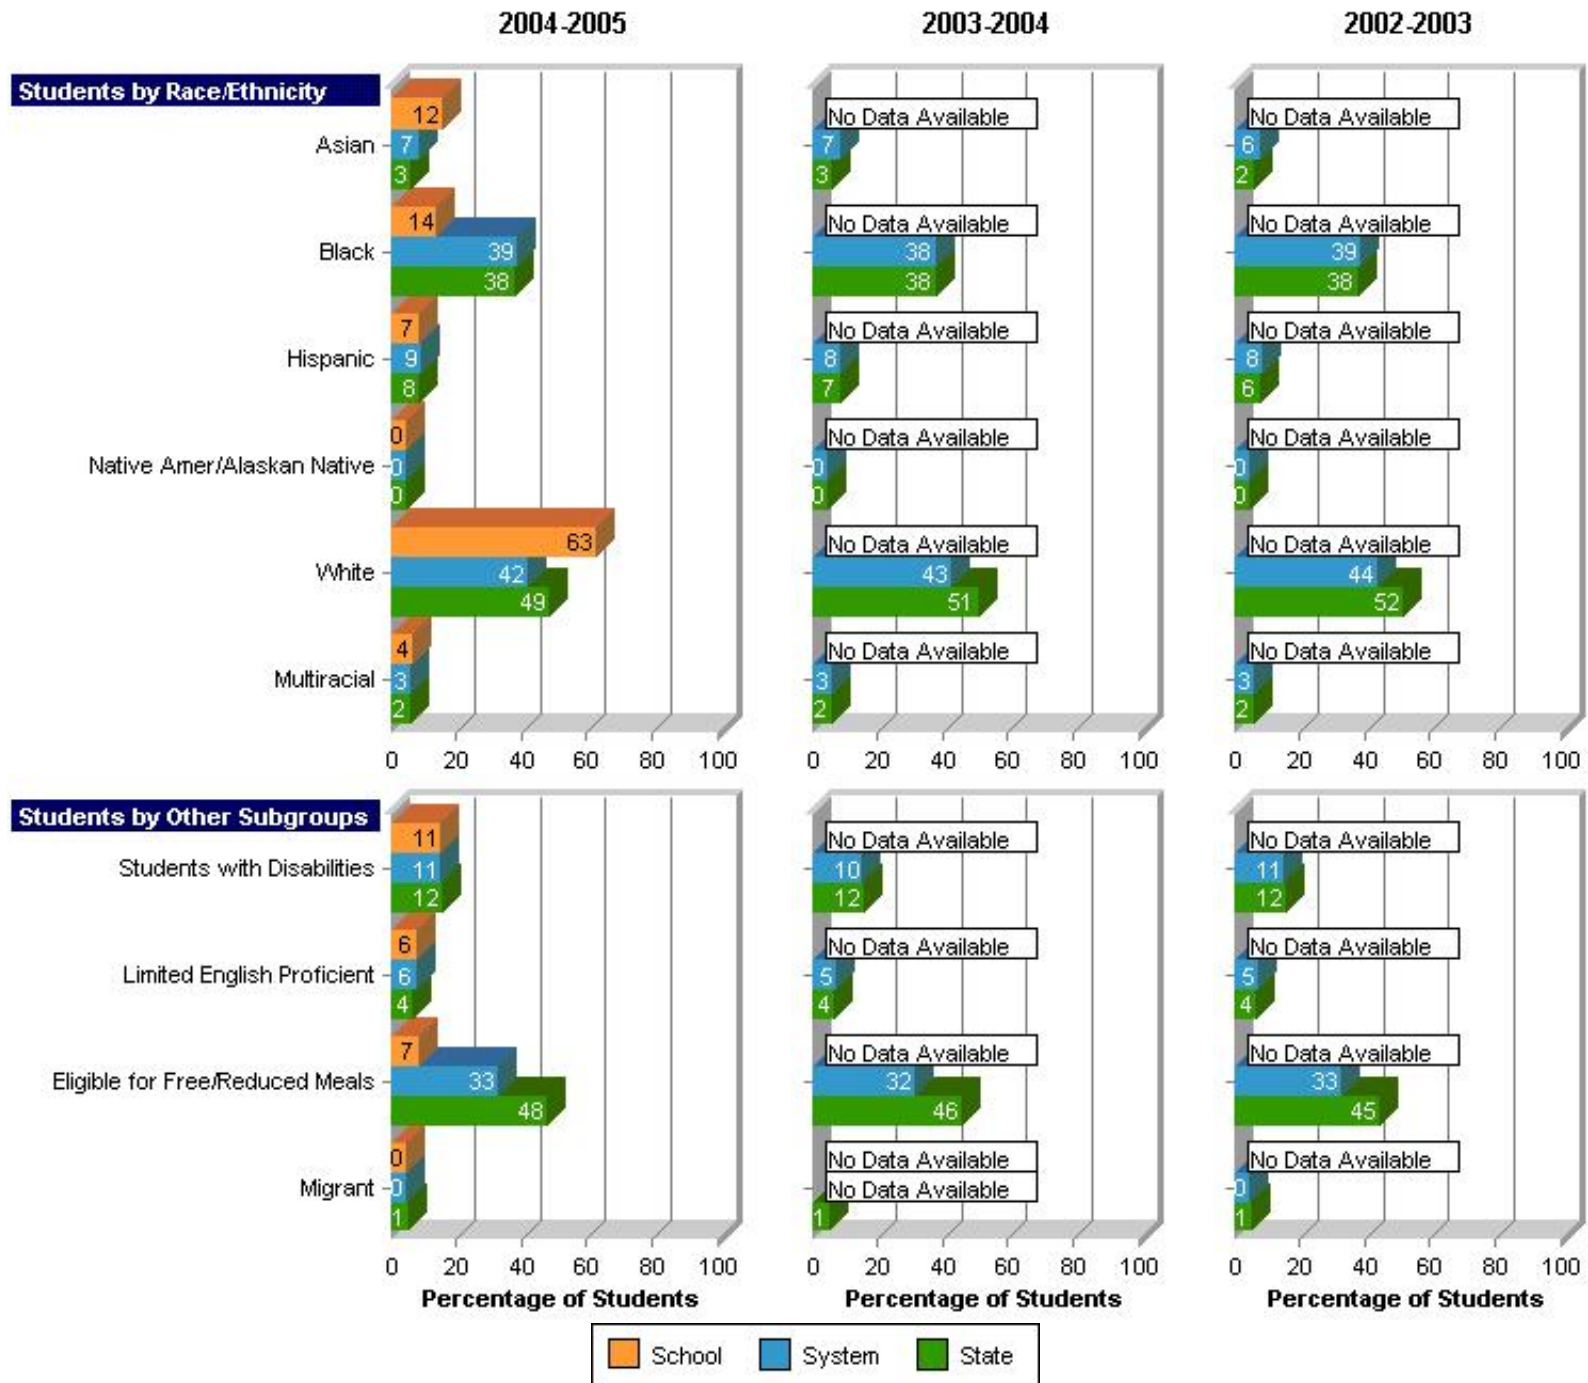 2004-2005 2003-2004 2002-2003
Students by Race/Ethnicity
12 No Data Available No Data Available
Asian 7 7 6
3 3 2
14 No Data Available No Data Available
Black 39 38 39
38 38 38
7 No Data Available No Data Available
Hispanic 9 8 8
8 7 6
0 No Data Available No Data Available
Native Amer/Alaskan Native 0 0 0
0 0 0
63 No Data Available No Data Available
White 42 43 44
49 51 52
4 No Data Available No Data Available
Multiracial 3 3 3
2 2 2
0 20 40 60 80 100 0 20 40 60 80 100 0 20 40 60 80 100
Students by Other Subgroups
11 No Data Available No Data Available
Students with Disabilities 11 10 11
12 12 12
6 No Data Available No Data Available
Limited English Proficient 6 5 5
4 4 4
7 No Data Available No Data Available
Eligible for Free/Reduced Meals 33 32 33
48 46 45
0 No Data Available No Data Available
Migrant 0 No Data Available 0
1 1 1
0 20 40 60 80 100 0 20 40 60 80 100 0 20 40 60 80 100
Percentage of Students Percentage of Students Percentage of Students
School System State